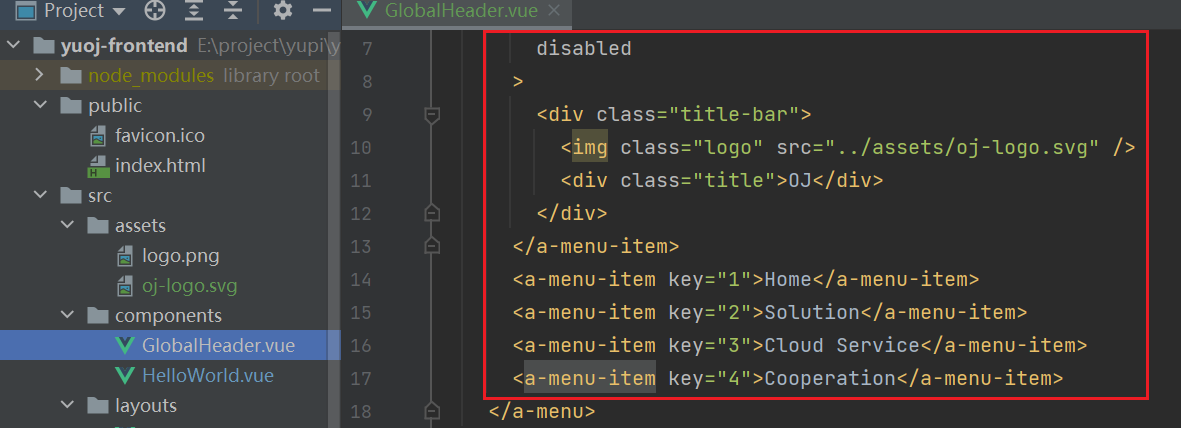 Project
GlobalHeader.vue
yuoj-frontend E:\project\yupi\y
node_modules library root
public
favicon.ico
index.html
src
assets
logo.png
oj-logo.svg
components
GlobalHeader.vue
HelloWorld.vue
layouts
7 disabled
8 >
9 <div class="title-bar">
10 <img class="logo" src="../assets/oj-logo.svg" />
11 <div class="title">OJ</div>
12 </div>
13 </a-menu-item>
14 <a-menu-item key="1">Home</a-menu-item>
15 <a-menu-item key="2">Solution</a-menu-item>
16 <a-menu-item key="3">Cloud Service</a-menu-item>
17 <a-menu-item key="4">Cooperation</a-menu-item>
18 </a-menu>